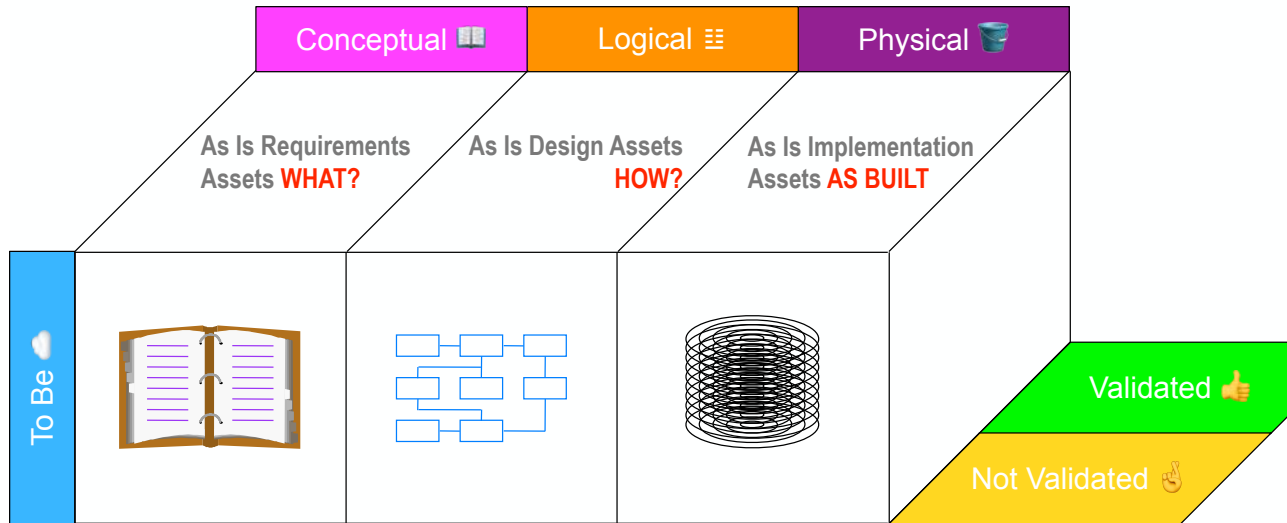 Conceptual 📖
Logical ☳
Physical 🪣
As Is Requirements
Assets WHAT?
As Is Design Assets
HOW?
As Is Implementation
Assets AS BUILT
To Be ☁️
Validated 👍
Not Validated 🤞